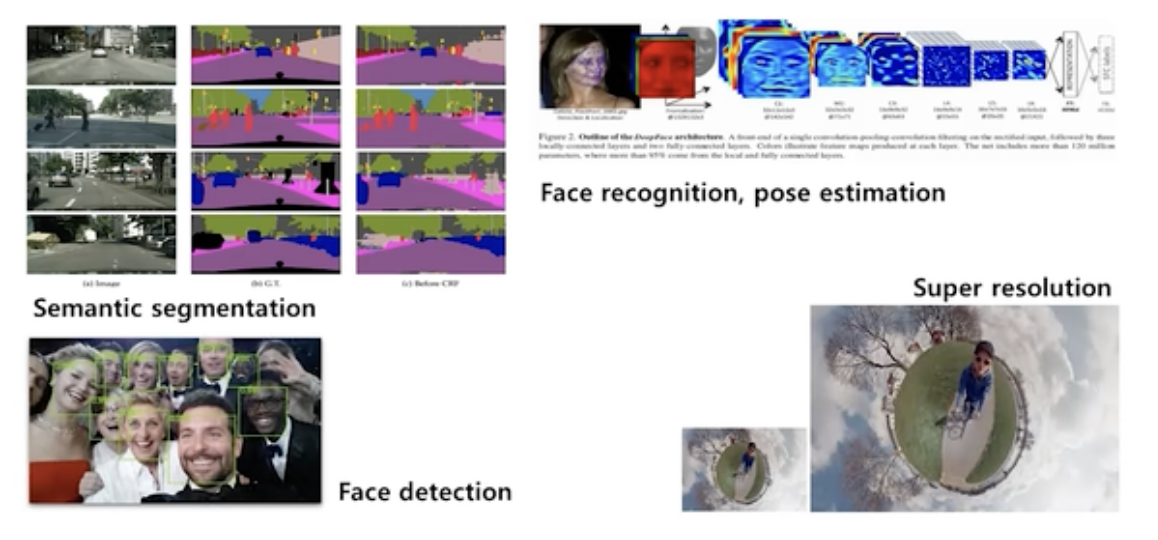 (a) Image
(b) G.T.
(c) Before CRF
Semantic segmentation
Figure 2. Outline of the DeepFace architecture. A front-end of a single convolution-pooling-convolution filtering on the rectified input, followed by three
locally-connected layers and two fully-connected layers. Colors illustrate feature maps produced at each layer. The net includes more than 120 million
parameters, where more than 95% come from the local and fully connected layers.
Face recognition, pose estimation
Super resolution
Face detection